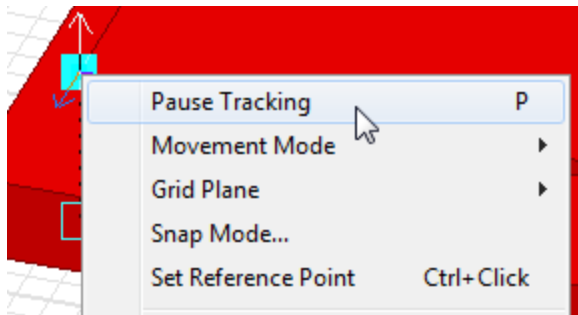 Pause Tracking P
Movement Mode
Grid Plane
Snap Mode...
Set Reference Point Ctrl+Click